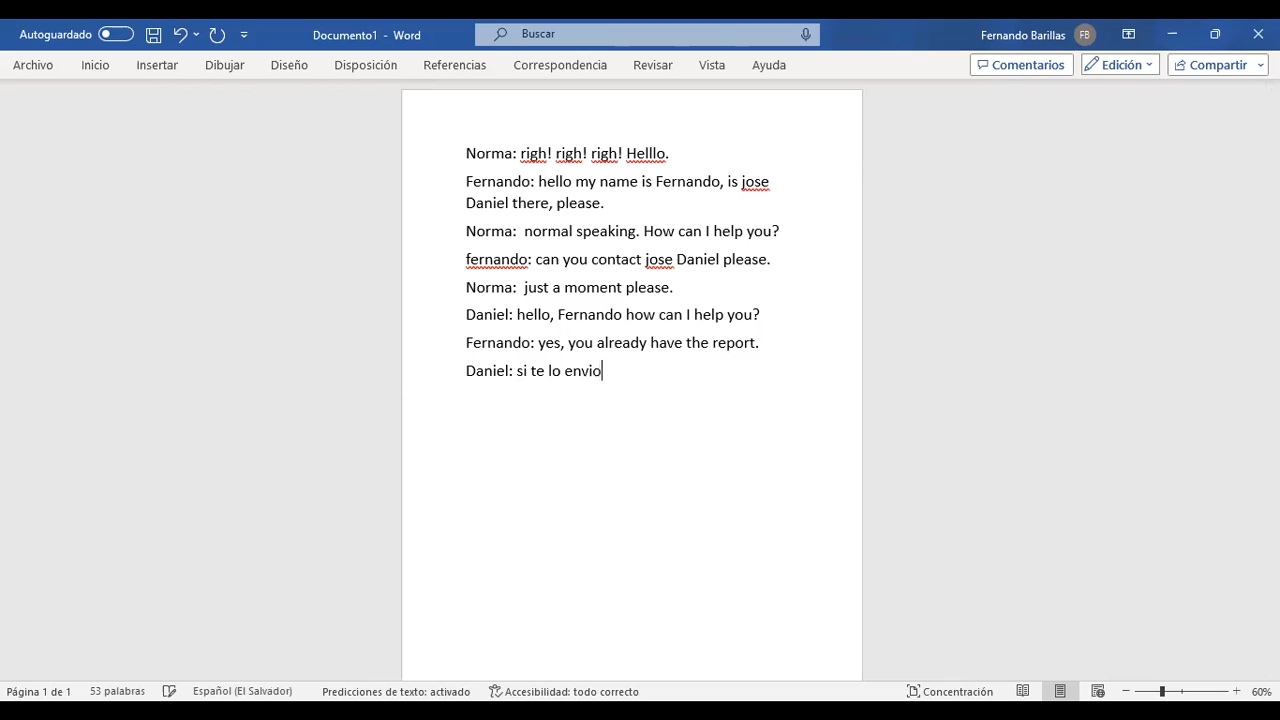 Autoguardado Documento1 - Word Buscar Fernando Barillas FB
Archivo Inicio Insertar Dibujar Diseño Disposición Referencias Correspondencia Revisar Vista Ayuda Comentarios Edición Compartir
Norma: righ! righ! righ! Helllo.
Fernando: hello my name is Fernando, is jose
Daniel there, please.
Norma:  normal speaking. How can I help you?
fernando: can you contact jose Daniel please.
Norma:  just a moment please.
Daniel: hello, Fernando how can I help you?
Fernando: yes, you already have the report.
Daniel: si te lo envio
Página 1 de 1 53 palabras Español (El Salvador) Predicciones de texto: activado Accesibilidad: todo correcto Concentración 60%